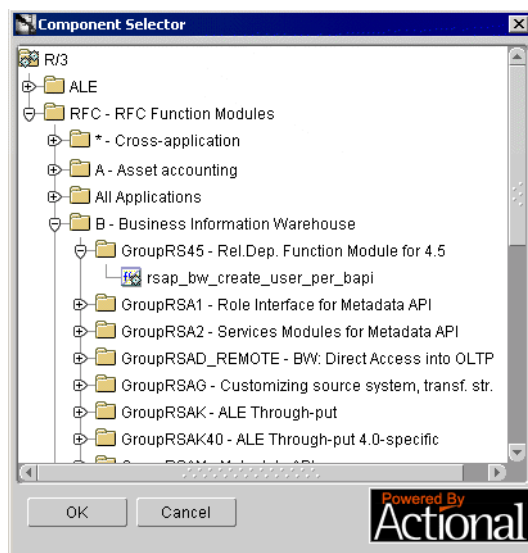 Component Selector
R/3
ALE
RFC - RFC Function Modules
* - Cross-application
A - Asset accounting
All Applications
B - Business Information Warehouse
GroupRS45 - Rel.Dep. Function Module for 4.5
rsap_bw_create_user_per_bapi
GroupRSA1 - Role Interface for Metadata API
GroupRSA2 - Services Modules for Metadata API
GroupRSAD_REMOTE - BW: Direct Access into OLTP
GroupRSAG - Customizing source system, transf. str.
GroupRSAK - ALE Through-put
GroupRSAK40 - ALE Through-put 4.0-specific
OK
Cancel
Powered By
Actional